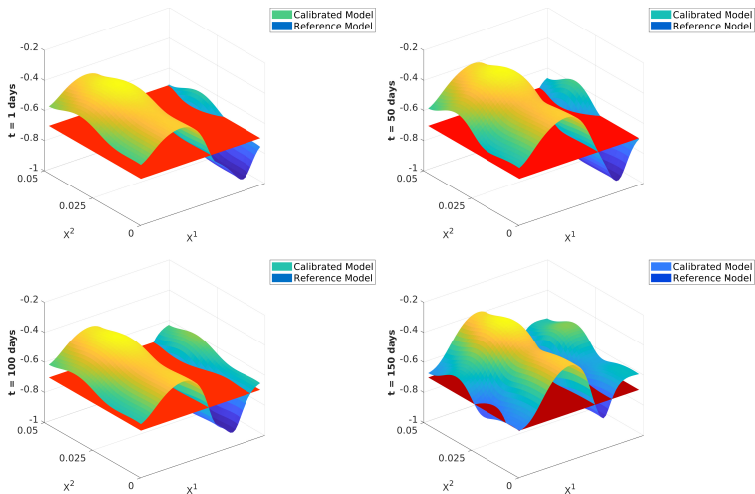 Calibrated Model
Reference Model
-0.2
-0.4
-0.6
-0.8
-1
0.05
0.025
0
t = 1 days
X2
X1
Calibrated Model
Reference Model
-0.2
-0.4
-0.6
-0.8
-1
0.05
0.025
0
t = 50 days
X2
X1
Calibrated Model
Reference Model
-0.2
-0.4
-0.6
-0.8
-1
0.05
0.025
0
t = 100 days
X2
X1
Calibrated Model
Reference Model
-0.2
-0.4
-0.6
-0.8
-1
0.05
0.025
0
t = 150 days
X2
X1